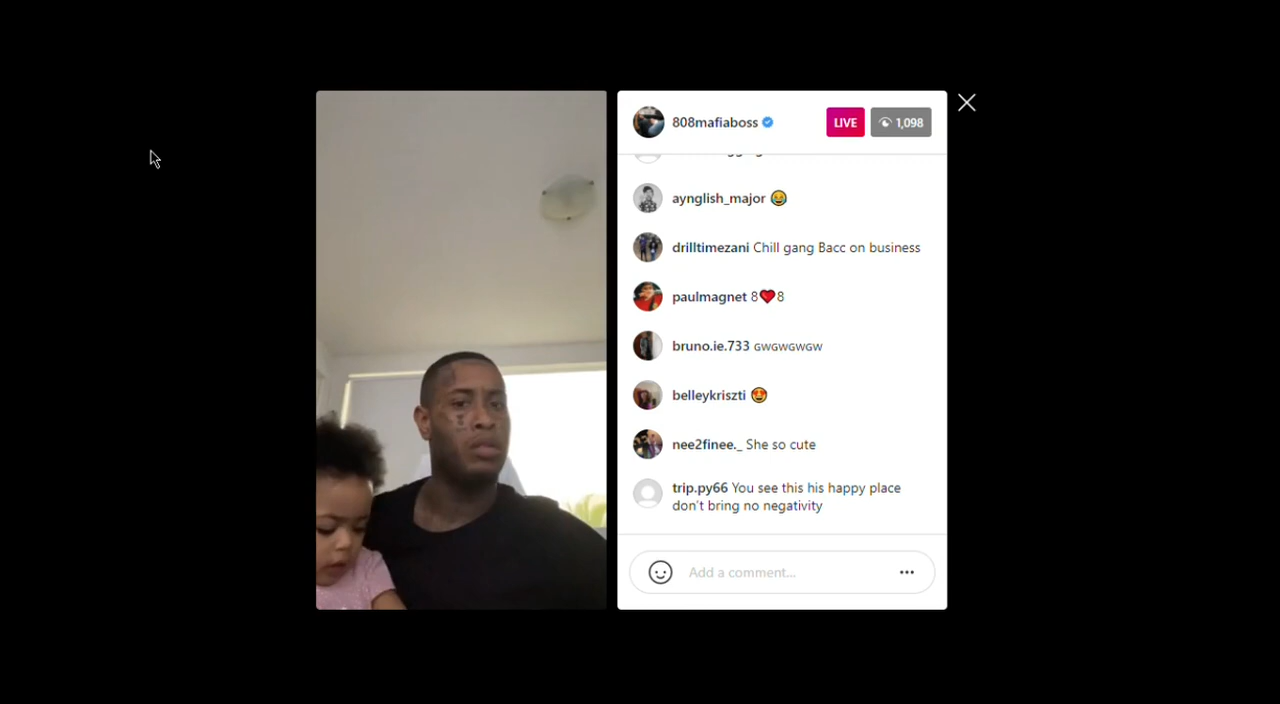 808mafiaboss
LIVE
1,098
aynglish_major 😂
drilltimezani Chill gang Bacc on business
paulmagnet 8❤️8
bruno.ie.733 ɢᴡɢᴡɢᴡɢᴡ
belleykriszti 😍
nee2finee._ She so cute
trip.py66 You see this his happy place
don't bring no negativity
Add a comment...